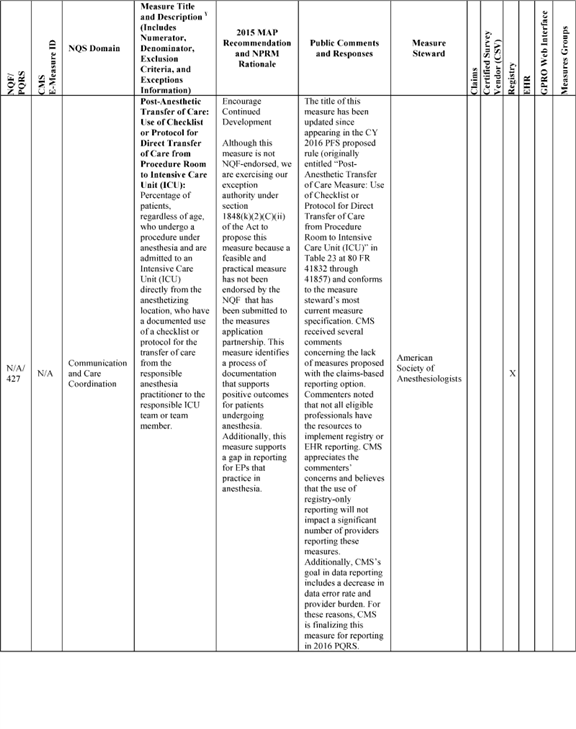 NQF/
PQRS
CMS
E-Measure ID
NQS Domain
Measure Title
and Description ¥
(Includes
Numerator,
Denominator,
Exclusion
Criteria, and
Exceptions
Information)
2015 MAP
Recommendation
and NPRM
Rationale
Public Comments
and Responses
Measure
Steward
Claims
Certified Survey
Vendor (CSV)
Registry
EHR
GPRO Web Interface
Measures Groups
N/A/
427
N/A
Communication
and Care
Coordination
Post-Anesthetic
Transfer of Care:
Use of Checklist
or Protocol for
Direct Transfer
of Care from
Procedure Room
to Intensive Care
Unit (ICU):
Percentage of
patients,
regardless of age,
who undergo a
procedure under
anesthesia and are
admitted to an
Intensive Care
Unit (ICU)
directly from the
anesthetizing
location, who have
a documented use
of a checklist or
protocol for the
transfer of care
from the
responsible
anesthesia
practitioner to the
responsible ICU
team or team
member.
Encourage
Continued
Development
Although this
measure is not
NQF-endorsed, we
are exercising our
exception
authority under
section
1848(k)(2)(C)(ii)
of the Act to
propose this
measure because a
feasible and
practical measure
has not been
endorsed by the
NQF that has
been submitted to
the measures
application
partnership. This
measure identifies
a process of
documentation
that supports
positive outcomes
for patients
undergoing
anesthesia.
Additionally, this
measure supports
a gap in reporting
for EPs that
practice in
anesthesia.
The title of this
measure has been
updated since
appearing in the CY
2016 PFS proposed
rule (originally
entitled “Post-
Anesthetic Transfer
of Care Measure: Use
of Checklist or
Protocol for Direct
Transfer of Care
from Procedure
Room to Intensive
Care Unit (ICU)” in
Table 23 at 80 FR
41832 through
41857) and conforms
to the measure
steward’s most
current measure
specification. CMS
received several
comments
concerning the lack
of measures proposed
with the claims-based
reporting option.
Commenters noted
that not all eligible
professionals have
the resources to
implement registry or
EHR reporting. CMS
appreciates the
commenters’
concerns and believes
that the use of
registry-only
reporting will not
impact a significant
number of providers
reporting these
measures.
Additionally, CMS’s
goal in data reporting
includes a decrease in
data error rate and
provider burden. For
these reasons, CMS
is finalizing this
measure for reporting
in 2016 PQRS.
American
Society of
Anesthesiologists
X